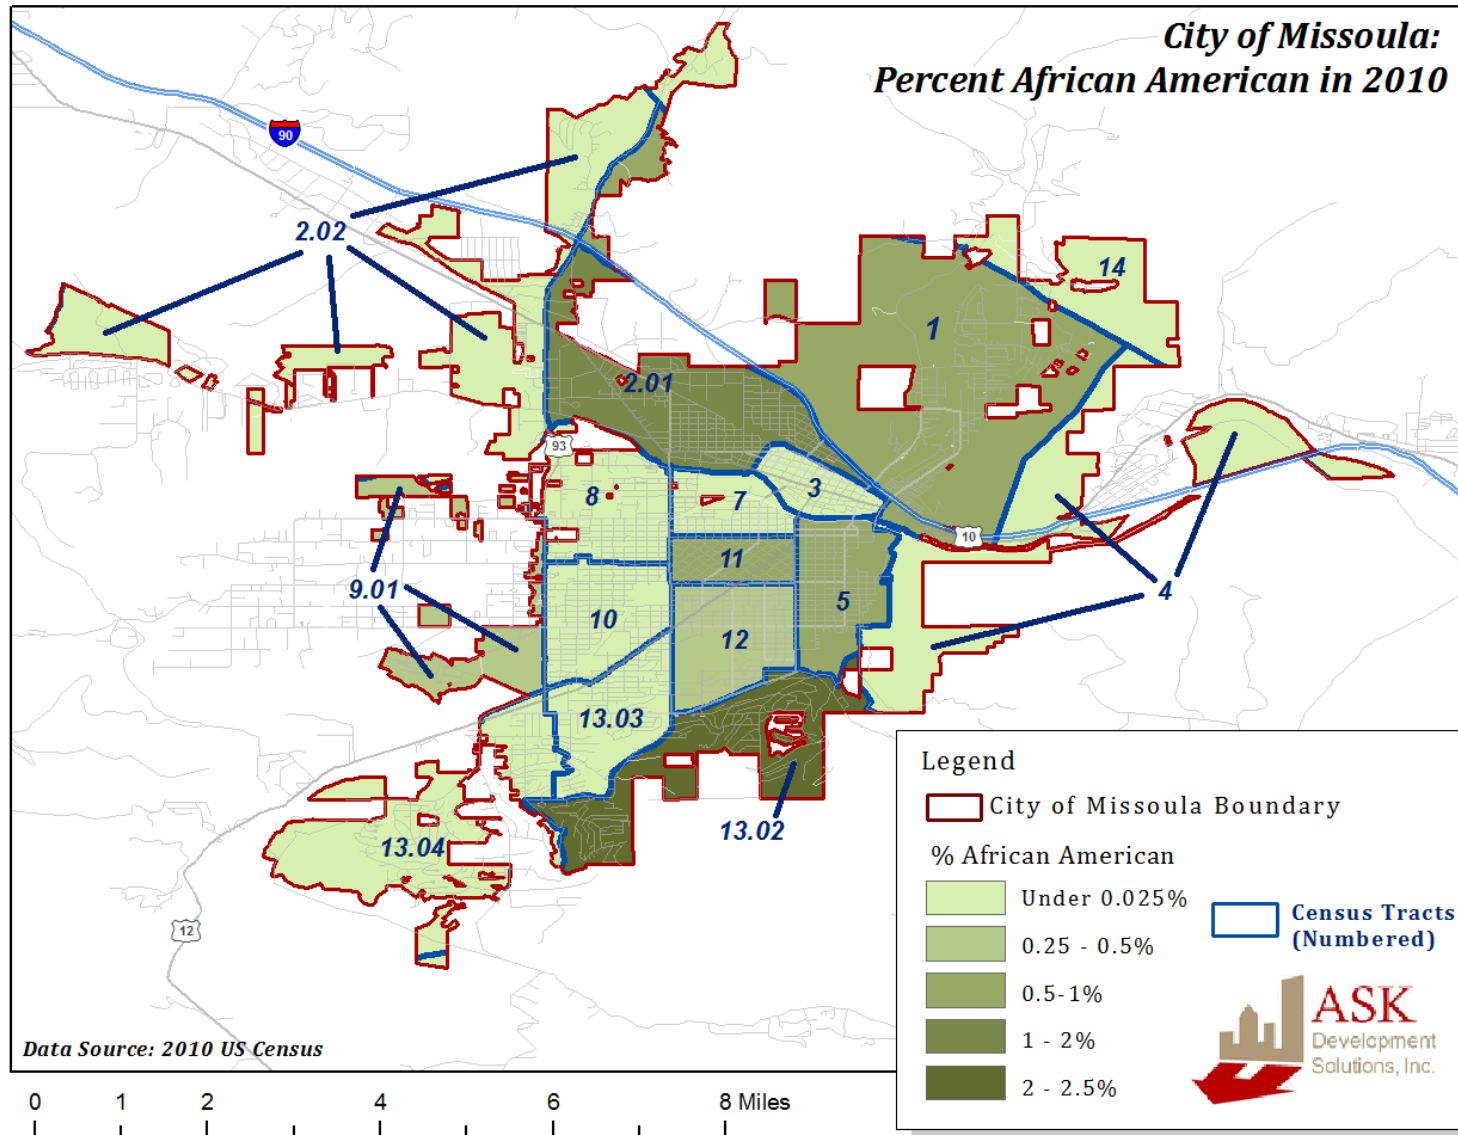 City of Missoula:
Percent African American in 2010
90
2.02
14
1
2.01
93
8
7
3
10
11
9.01
5
4
10
12
13.03
13.02
13.04
12
Legend
City of Missoula Boundary
% African American
Under 0.025%
0.25 - 0.5%
0.5-1%
1 - 2%
2 - 2.5%
Census Tracts
(Numbered)
ASK
Development
Solutions, Inc.
Data Source: 2010 US Census
0 1 2 4 6 8 Miles